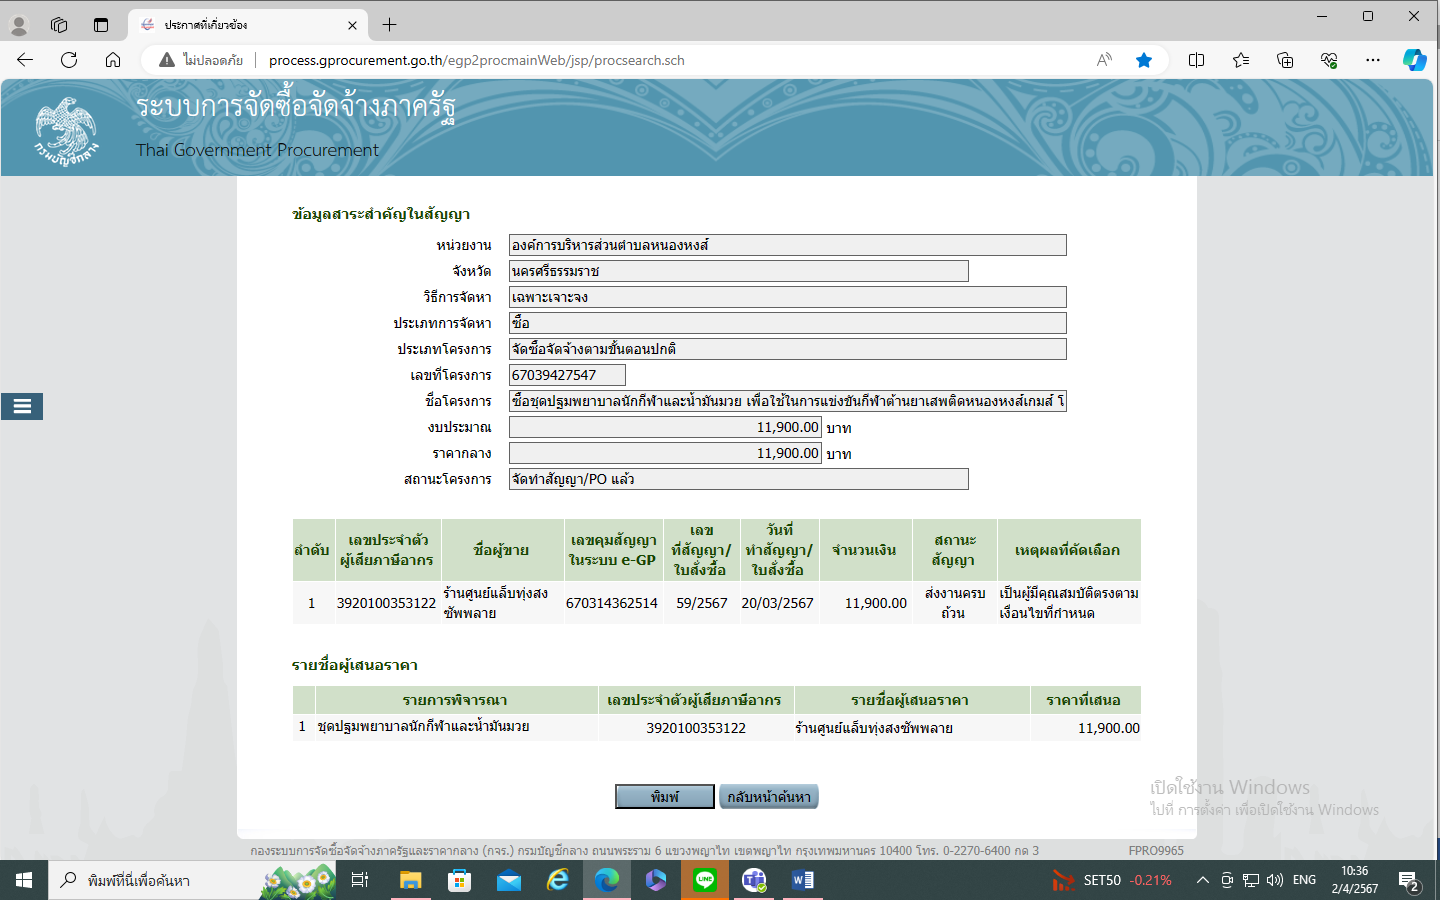 ประกาศที่เกี่ยวข้อง
ไม่ปลอดภัย
process.gprocurement.go.th/egp2procmainWeb/jsp/procsearch.sch
ระบบการจัดซื้อจัดจ้างภาครัฐ
Thai Government Procurement
กรมบัญชีกลาง
ข้อมูลสาระสำคัญในสัญญา
หน่วยงาน องค์การบริหารส่วนตำบลหนองหงส์
จังหวัด นครศรีธรรมราช
วิธีการจัดหา เฉพาะเจาะจง
ประเภทการจัดหา ซื้อ
ประเภทโครงการ จัดซื้อจัดจ้างตามขั้นตอนปกติ
เลขที่โครงการ 67039427547
ชื่อโครงการ ซื้อชุดปฐมพยาบาลนักกีฬาและน้ำมันมวย เพื่อใช้ในการแข่งขันกีฬาต้านยาเสพติดหนองหงส์เกมส์ โ
งบประมาณ 11,900.00 บาท
ราคากลาง 11,900.00 บาท
สถานะโครงการ จัดทำสัญญา/PO แล้ว
ลำดับ เลขประจำตัวผู้เสียภาษีอากร ชื่อผู้ขาย เลขคุมสัญญาในระบบ e-GP เลขที่สัญญา/ใบสั่งซื้อ วันที่ทำสัญญา/ใบสั่งซื้อ จำนวนเงิน สถานะสัญญา เหตุผลที่คัดเลือก
1 3920100353122 ร้านศูนย์แล็บทุ่งสงซัพพลาย 670314362514 59/2567 20/03/2567 11,900.00 ส่งงานครบถ้วน เป็นผู้มีคุณสมบัติตรงตามเงื่อนไขที่กำหนด
รายชื่อผู้เสนอราคา
รายการพิจารณา เลขประจำตัวผู้เสียภาษีอากร รายชื่อผู้เสนอราคา ราคาที่เสนอ
1 ชุดปฐมพยาบาลนักกีฬาและน้ำมันมวย 3920100353122 ร้านศูนย์แล็บทุ่งสงซัพพลาย 11,900.00
พิมพ์ กลับหน้าค้นหา
เปิดใช้งาน Windows
ไปที่ การตั้งค่า เพื่อเปิดใช้งาน Windows
กองระบบการจัดซื้อจัดจ้างภาครัฐและราคากลาง (กจร.) กรมบัญชีกลาง ถนนพระราม 6 แขวงพญาไท เขตพญาไท กรุงเทพมหานคร 10400 โทร. 0-2270-6400 กด 3 FPRO9965
พิมพ์ที่นี่เพื่อค้นหา
SET50 -0.21%
ENG
10:36
2/4/2567
2